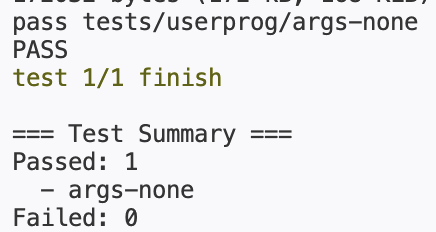 pass tests/userprog/args-none
PASS
test 1/1 finish
=== Test Summary ===
Passed: 1
- args-none
Failed: 0